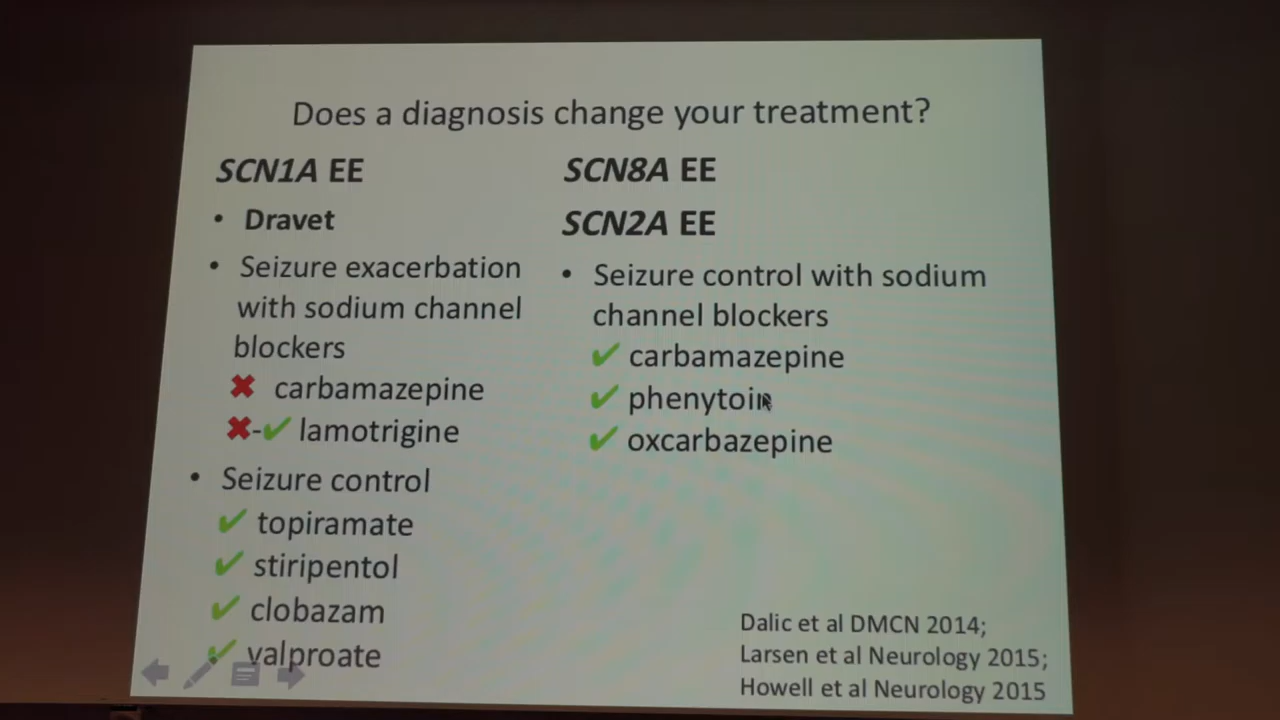 Does a diagnosis change your treatment?
SCN1A EE
• Dravet
• Seizure exacerbation
with sodium channel
blockers
✖ carbamazepine
✖-✔ lamotrigine
• Seizure control
✔ topiramate
✔ stiripentol
✔ clobazam
✔ valproate
SCN8A EE
SCN2A EE
• Seizure control with sodium
channel blockers
✔ carbamazepine
✔ phenytoin
✔ oxcarbazepine
Dalic et al DMCN 2014;
Larsen et al Neurology 2015;
Howell et al Neurology 2015